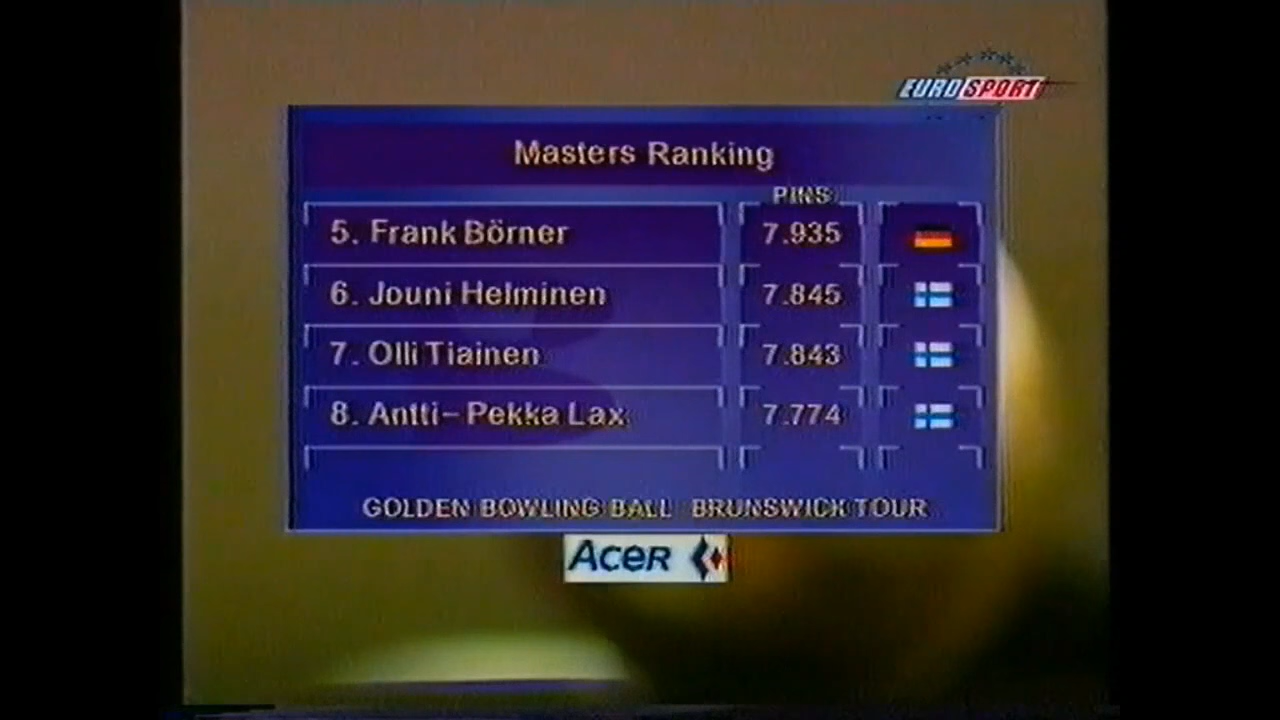 EUROSPORT
Masters Ranking
PINS
5. Frank Börner 7.935
6. Jouni Helminen 7.845
7. Olli Tiainen 7.843
8. Antti- Pekka Lax 7.774
GOLDEN BOWLING BALL BRUNSWICK TOUR
Acer